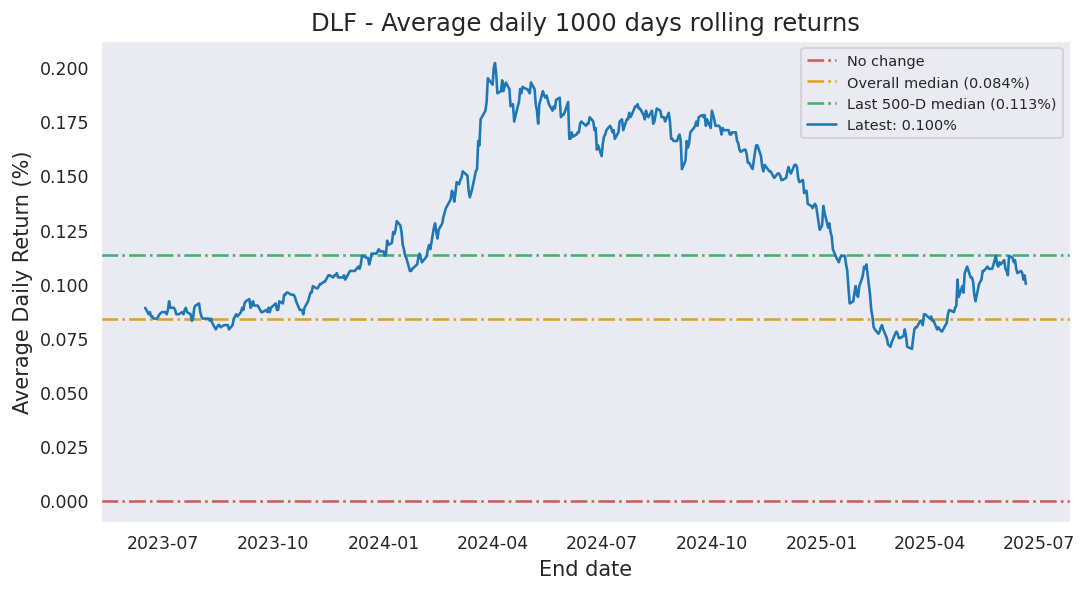 DLF - Average daily 1000 days rolling returns
No change
Overall median (0.084%)
Last 500-D median (0.113%)
Latest: 0.100%
Average Daily Return (%)
0.200
0.175
0.150
0.125
0.100
0.075
0.050
0.025
0.000
2023-07 2023-10 2024-01 2024-04 2024-07 2024-10 2025-01 2025-04 2025-07
End date